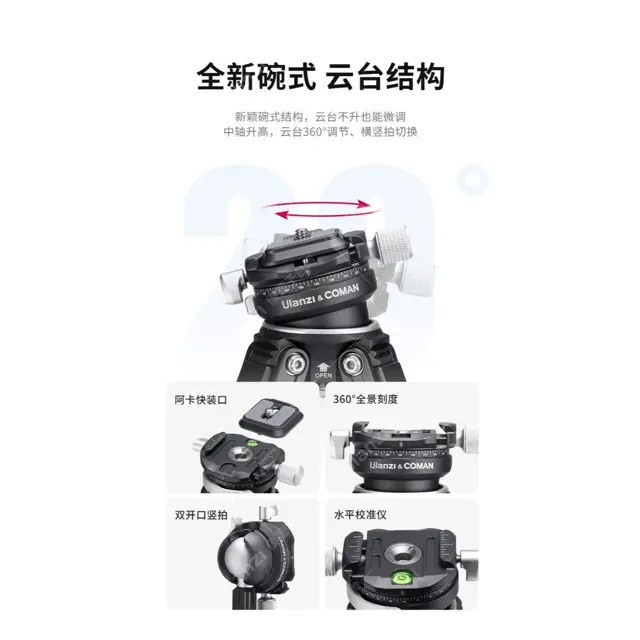 全新碗式 云台结构
新颖碗式结构，云台不升也能微调
中轴升高，云台360°调节、横竖拍切换
20°
Ulanzi & COMAN
OPEN
阿卡快装口
360°全景刻度
Ulanzi & COMAN
双开口竖拍
水平校准仪